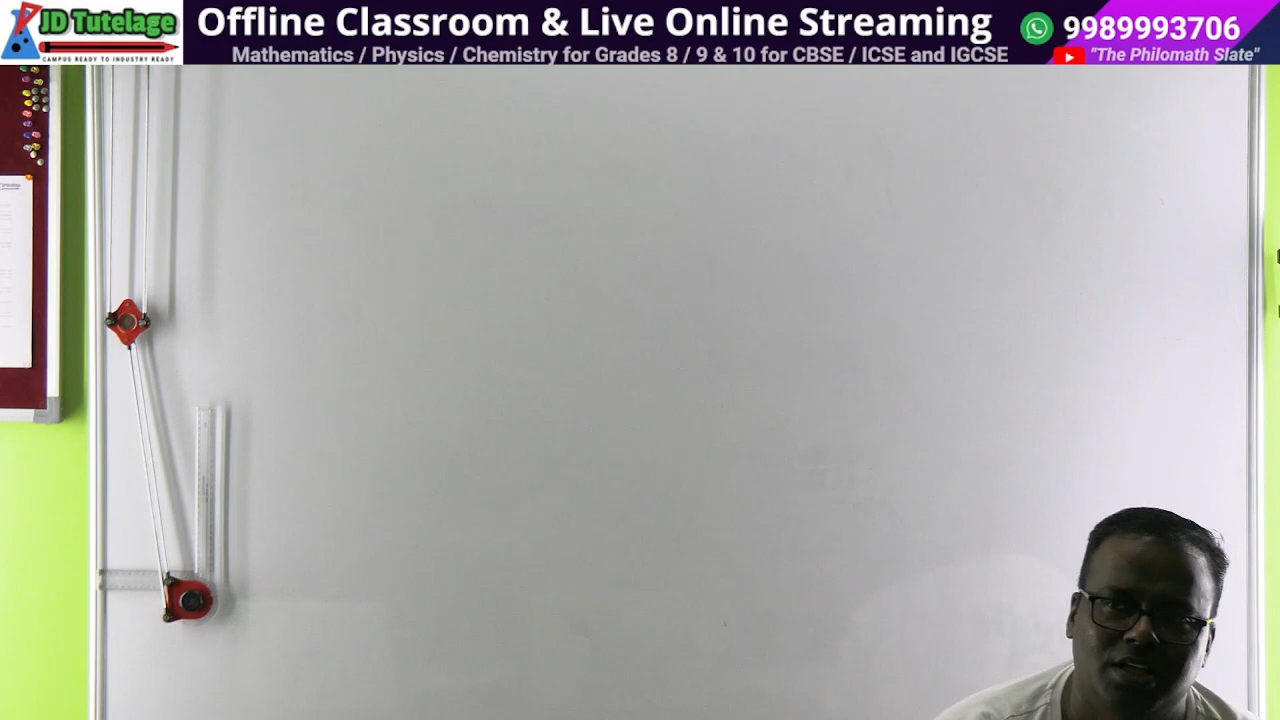 JD Tutelage
CAMPUS READY TO INDUSTRY READY
Offline Classroom & Live Online Streaming
Mathematics / Physics / Chemistry for Grades 8 / 9 & 10 for CBSE / ICSE and IGCSE
9989993706
"The Philomath Slate"